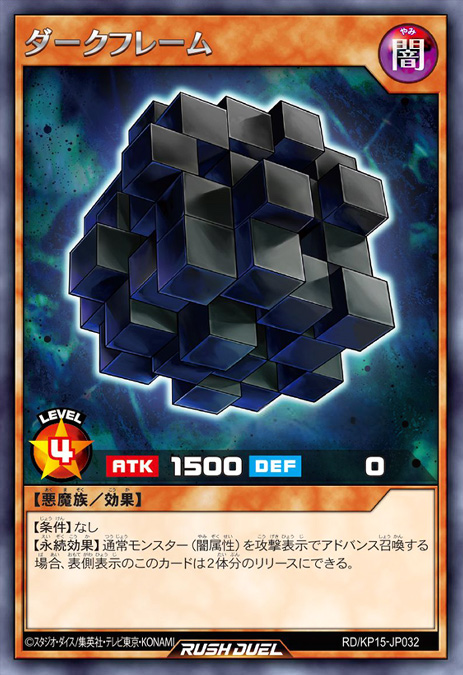 ダークフレーム
やみ
闇
LEVEL
4
ATK 1500 DEF 0
【悪魔族／効果】
【条件】なし
【永続効果】通常モンスター（闇属性）を攻撃表示でアドバンス召喚する
場合、表側表示のこのカードは2体分のリリースにできる。
©スタジオ・ダイス/集英社・テレビ東京・KONAMI
RUSH DUEL
RD/KP15-JP032